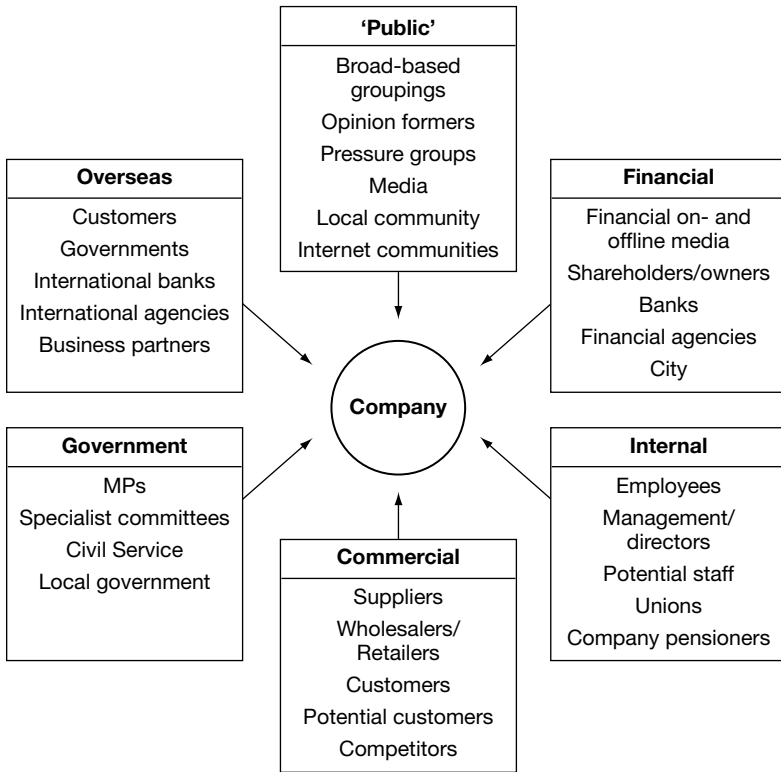 ‘Public’
Broad-based
groupings
Opinion formers
Pressure groups
Media
Local community
Internet communities
Overseas
Customers
Governments
International banks
International agencies
Business partners
Financial
Financial on- and
offline media
Shareholders/owners
Banks
Financial agencies
City
Company
Government
MPs
Specialist committees
Civil Service
Local government
Commercial
Suppliers
Wholesalers/
Retailers
Customers
Potential customers
Competitors
Internal
Employees
Management/
directors
Potential staff
Unions
Company pensioners